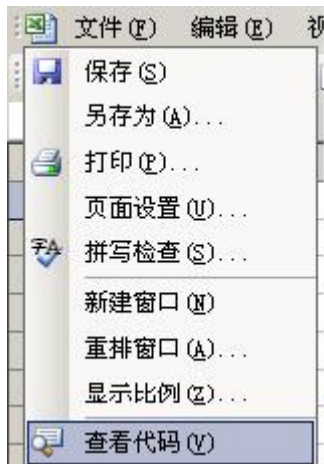 文件(F) 编辑(E)
保存(S)
另存为(A)...
打印(P)...
页面设置(U)...
拼写检查(S)...
新建窗口(N)
重排窗口(A)...
显示比例(Z)...
查看代码(V)